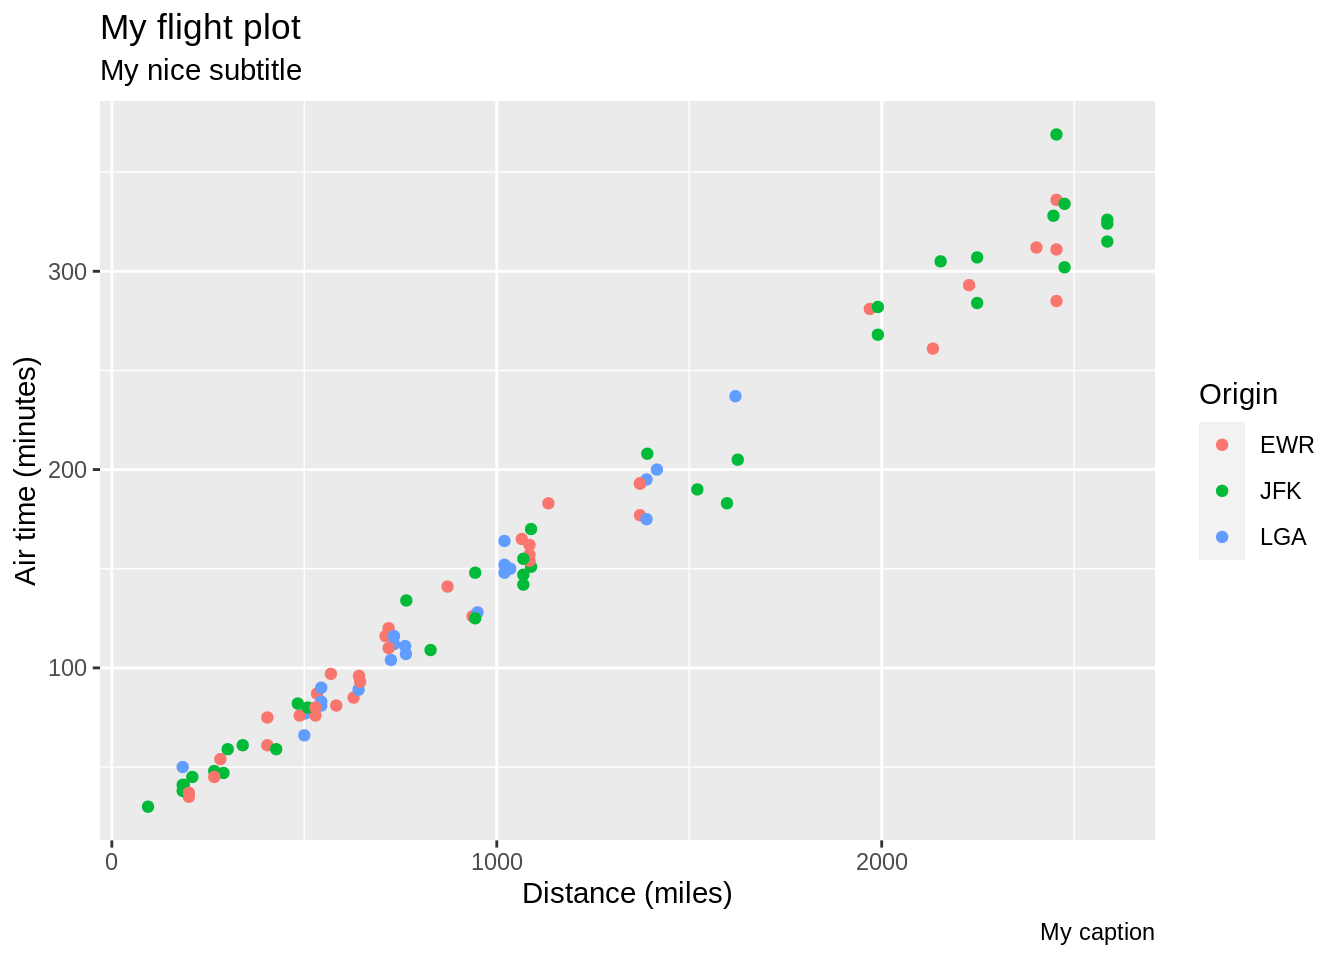 My flight plot
My nice subtitle
Air time (minutes)
300
200
100
0
1000
2000
Distance (miles)
Origin
EWR
JFK
LGA
My caption